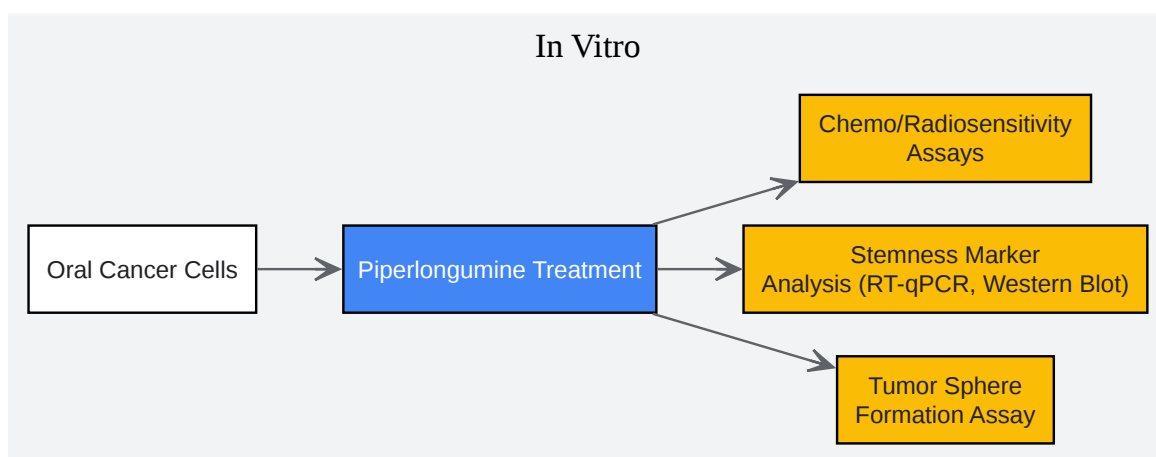 In Vitro
Oral Cancer Cells
Piperlongumine Treatment
Chemo/Radiosensitivity
Assays
Stemness Marker
Analysis (RT-qPCR, Western Blot)
Tumor Sphere
Formation Assay